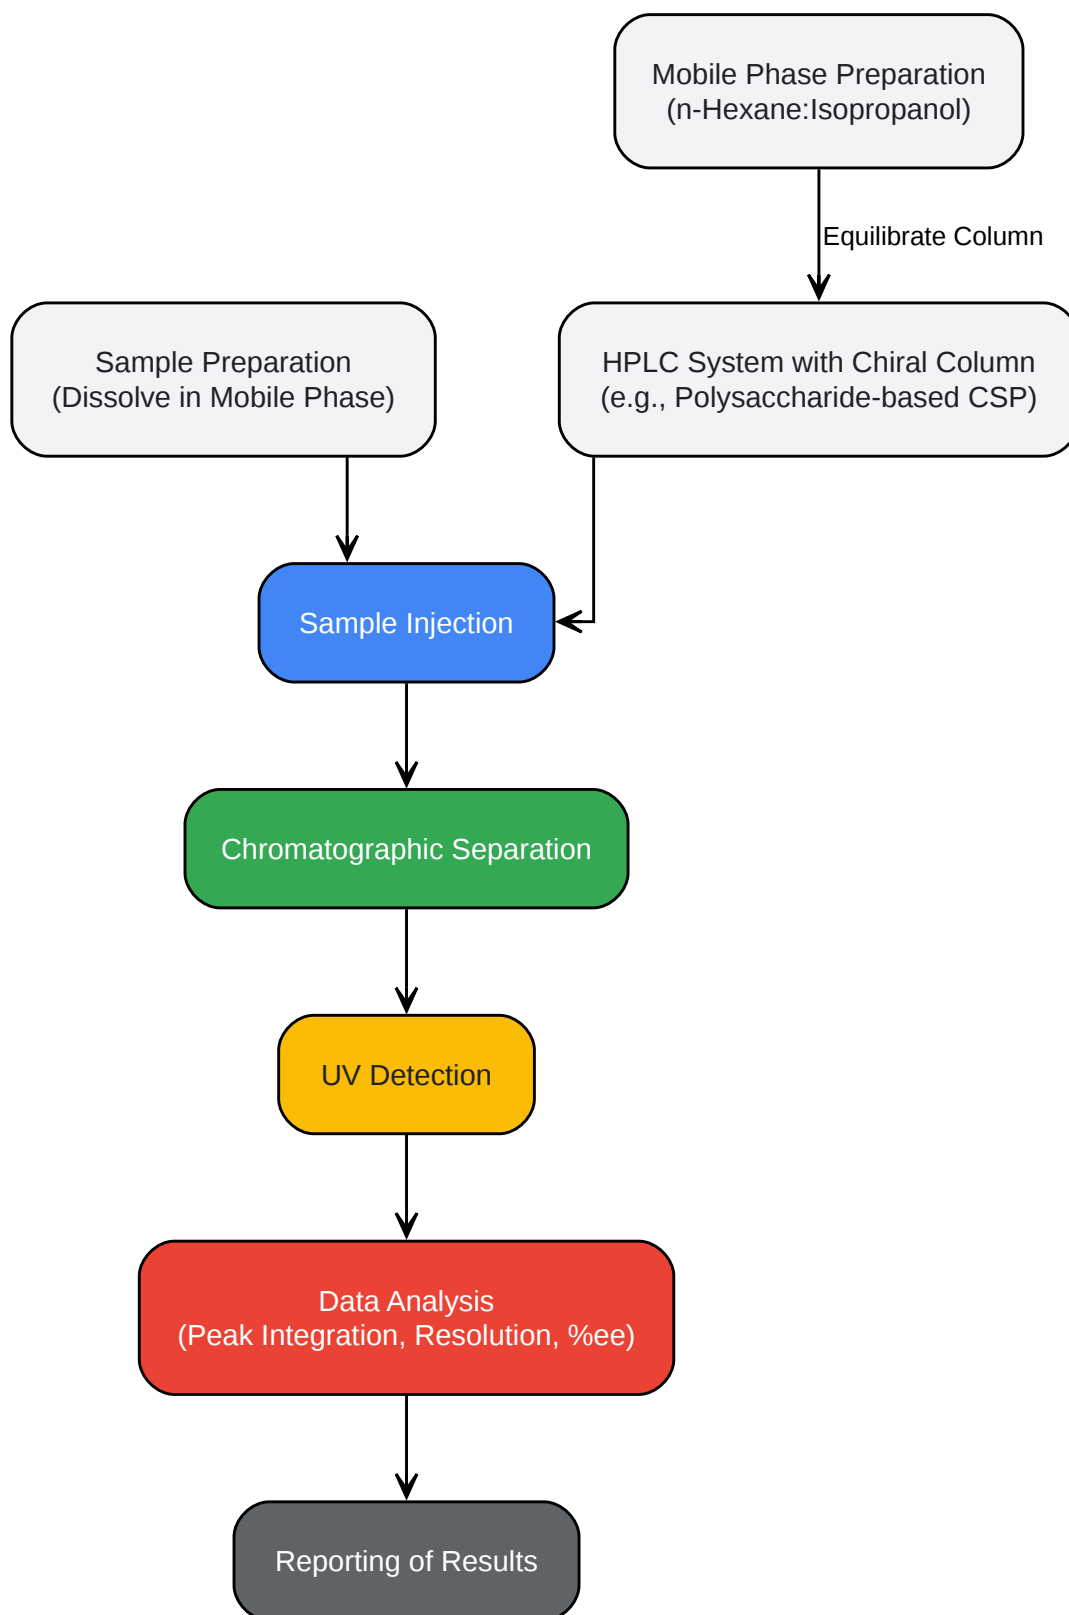 Mobile Phase Preparation
(n-Hexane:Isopropanol)
Equilibrate Column
Sample Preparation
(Dissolve in Mobile Phase)
HPLC System with Chiral Column
(e.g., Polysaccharide-based CSP)
Sample Injection
Chromatographic Separation
UV Detection
Data Analysis
(Peak Integration, Resolution, %ee)
Reporting of Results